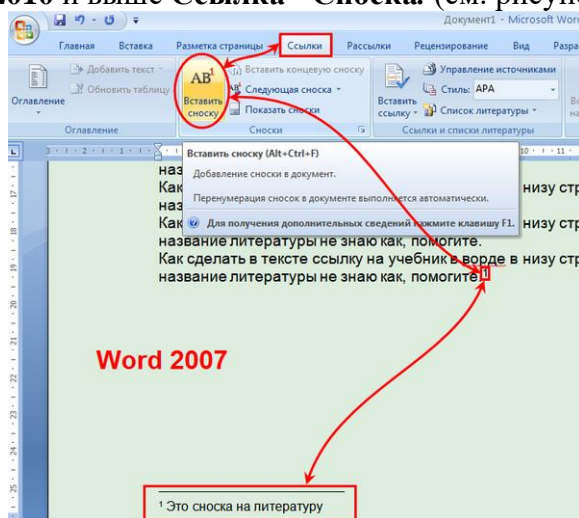 и выше Ссылка - Сноска. (см. рисуно
Документ1 - Microsoft Word
Главная Вставка Разметка страницы Ссылки Рассылки Рецензирование Вид Разра
Оглавление
Добавить текст
Обновить таблицу
Оглавление
AB¹
Вставить сноску
Вставить концевую сноску
Следующая сноска
Показать сноски
Сноски
Вставить ссылку
Управление источниками
Стиль: APA
Список литературы
Ссылки и списки литературы
Вставить сноску (Alt+Ctrl+F)
Добавление сноски в документ.
Перенумерация сносок в документе выполняется автоматически.
Для получения дополнительных сведений нажмите клавишу F1.
наз
Как низу стр
наз
Как низу стр
название литературы не знаю как, помогите.
Как сделать в тексте ссылку на учебник в ворде в низу стр
название литературы не знаю как, помогите.¹
Word 2007
¹ Это сноска на литературу